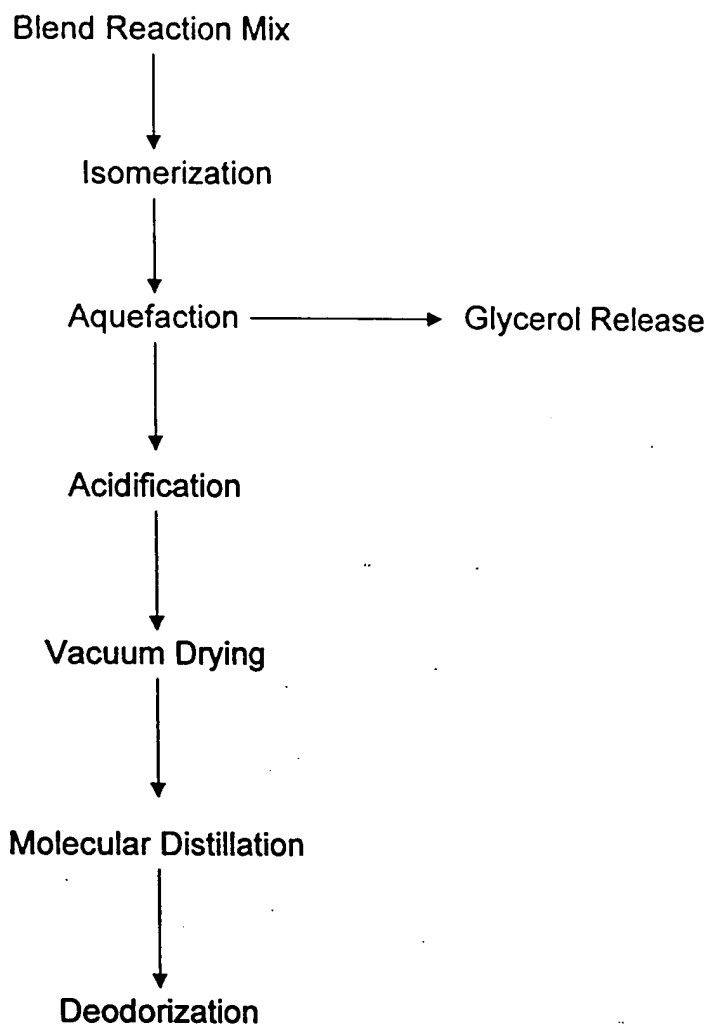 Blend Reaction Mix
Isomerization
Aquefaction
Glycerol Release
Acidification
Vacuum Drying
Molecular Distillation
Deodorization